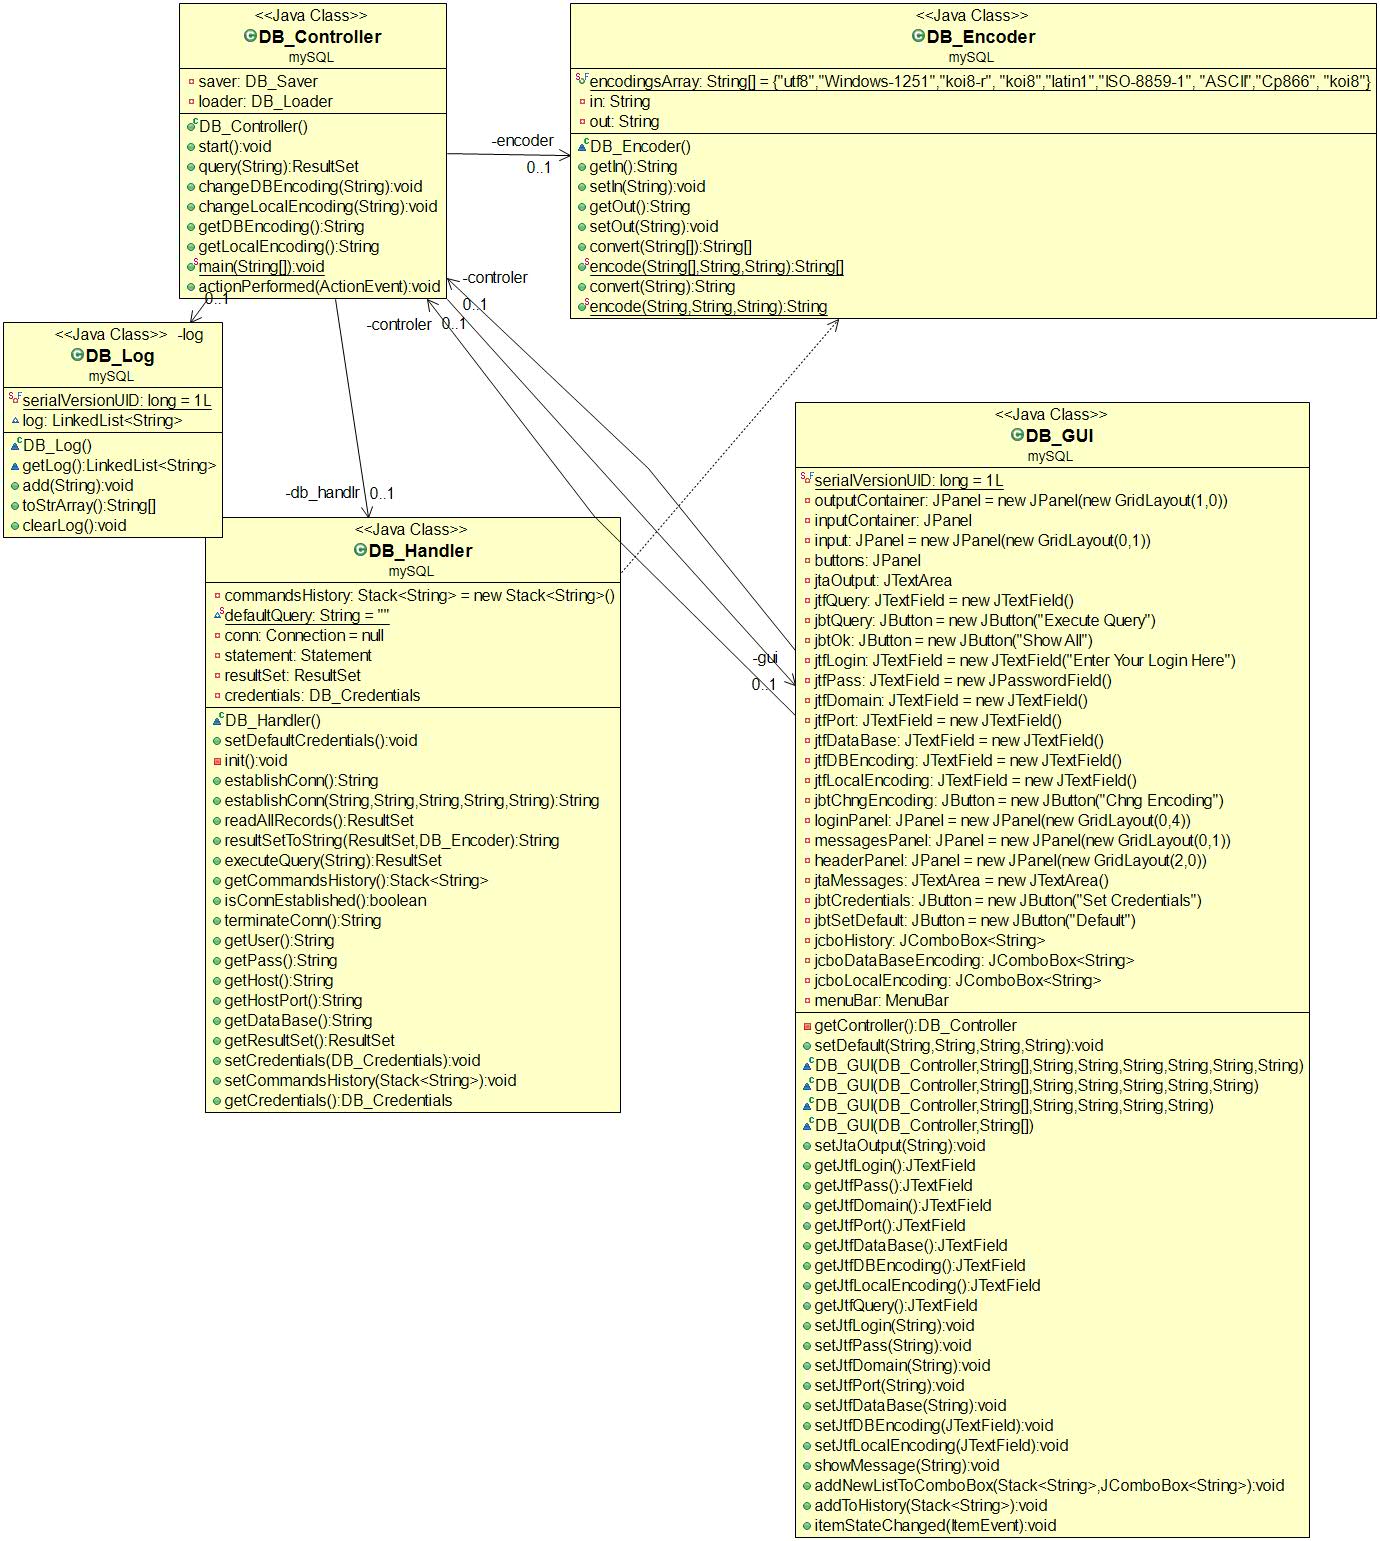 <<Java Class>>
DB_Controller
mySQL
saver: DB_Saver
loader: DB_Loader
DB_Controller()
start():void
query(String):ResultSet
changeDBEncoding(String):void
changeLocalEncoding(String):void
getDBEncoding():String
getLocalEncoding():String
main(String[]):void
actionPerformed(ActionEvent):void
-encoder
0..1
<<Java Class>>
DB_Encoder
mySQL
encodingsArray: String[] = {"utf8","Windows-1251","koi8-r", "koi8","latin1","ISO-8859-1", "ASCII","Cp866", "koi8"}
in: String
out: String
DB_Encoder()
getIn():String
setIn(String):void
getOut():String
setOut(String):void
convert(String[]):String[]
encode(String[],String,String):String[]
convert(String):String
encode(String,String,String):String
-controler
0..1
-controler 0..1
0..1
-log
<<Java Class>>
DB_Log
mySQL
serialVersionUID: long = 1L
log: LinkedList<String>
DB_Log()
getLog():LinkedList<String>
add(String):void
toStrArray():String[]
clearLog():void
-db_handlr 0..1
<<Java Class>>
DB_Handler
mySQL
commandsHistory: Stack<String> = new Stack<String>()
defaultQuery: String = ""
conn: Connection = null
statement: Statement
resultSet: ResultSet
credentials: DB_Credentials
DB_Handler()
setDefaultCredentials():void
init():void
establishConn():String
establishConn(String,String,String,String,String):String
readAllRecords():ResultSet
resultSetToString(ResultSet,DB_Encoder):String
executeQuery(String):ResultSet
getCommandsHistory():Stack<String>
isConnEstablished():boolean
terminateConn():String
getUser():String
getPass():String
getHost():String
getHostPort():String
getDataBase():String
getResultSet():ResultSet
setCredentials(DB_Credentials):void
setCommandsHistory(Stack<String>):void
getCredentials():DB_Credentials
-gui
0..1
<<Java Class>>
DB_GUI
mySQL
serialVersionUID: long = 1L
outputContainer: JPanel = new JPanel(new GridLayout(1,0))
inputContainer: JPanel
input: JPanel = new JPanel(new GridLayout(0,1))
buttons: JPanel
jtaOutput: JTextArea
jtfQuery: JTextField = new JTextField()
jbtQuery: JButton = new JButton("Execute Query")
jbtOk: JButton = new JButton("Show All")
jtfLogin: JTextField = new JTextField("Enter Your Login Here")
jtfPass: JTextField = new JPasswordField()
jtfDomain: JTextField = new JTextField()
jtfPort: JTextField = new JTextField()
jtfDataBase: JTextField = new JTextField()
jtfDBEncoding: JTextField = new JTextField()
jtfLocalEncoding: JTextField = new JTextField()
jbtChngEncoding: JButton = new JButton("Chng Encoding")
loginPanel: JPanel = new JPanel(new GridLayout(0,4))
messagesPanel: JPanel = new JPanel(new GridLayout(0,1))
headerPanel: JPanel = new JPanel(new GridLayout(2,0))
jtaMessages: JTextArea = new JTextArea()
jbtCredentials: JButton = new JButton("Set Credentials")
jbtSetDefault: JButton = new JButton("Default")
jcboHistory: JComboBox<String>
jcboDataBaseEncoding: JComboBox<String>
jcboLocalEncoding: JComboBox<String>
menuBar: MenuBar
getController():DB_Controller
setDefault(String,String,String,String):void
DB_GUI(DB_Controller,String[],String,String,String,String,String,String)
DB_GUI(DB_Controller,String[],String,String,String,String,String)
DB_GUI(DB_Controller,String[],String,String,String,String)
DB_GUI(DB_Controller,String[])
setJtaOutput(String):void
getJtfLogin():JTextField
getJtfPass():JTextField
getJtfDomain():JTextField
getJtfPort():JTextField
getJtfDataBase():JTextField
getJtfDBEncoding():JTextField
getJtfLocalEncoding():JTextField
getJtfQuery():JTextField
setJtfLogin(String):void
setJtfPass(String):void
setJtfDomain(String):void
setJtfPort(String):void
setJtfDataBase(String):void
setJtfDBEncoding(JTextField):void
setJtfLocalEncoding(JTextField):void
showMessage(String):void
addNewListToComboBox(Stack<String>,JComboBox<String>):void
addToHistory(Stack<String>):void
itemStateChanged(ItemEvent):void